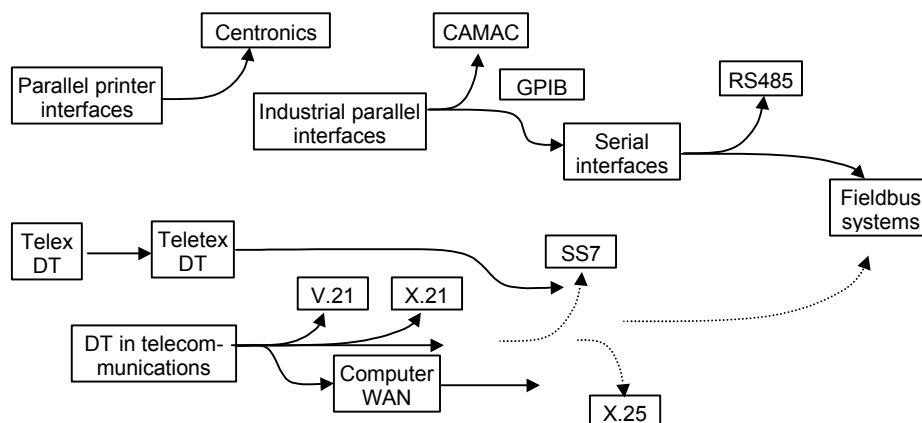 Centronics
CAMAC
Parallel printer
interfaces
GPIB
RS485
Industrial parallel
interfaces
Serial
interfaces
Fieldbus
systems
Telex
DT
Teletex
DT
SS7
V.21
X.21
DT in telecom-
munications
Computer
WAN
X.25